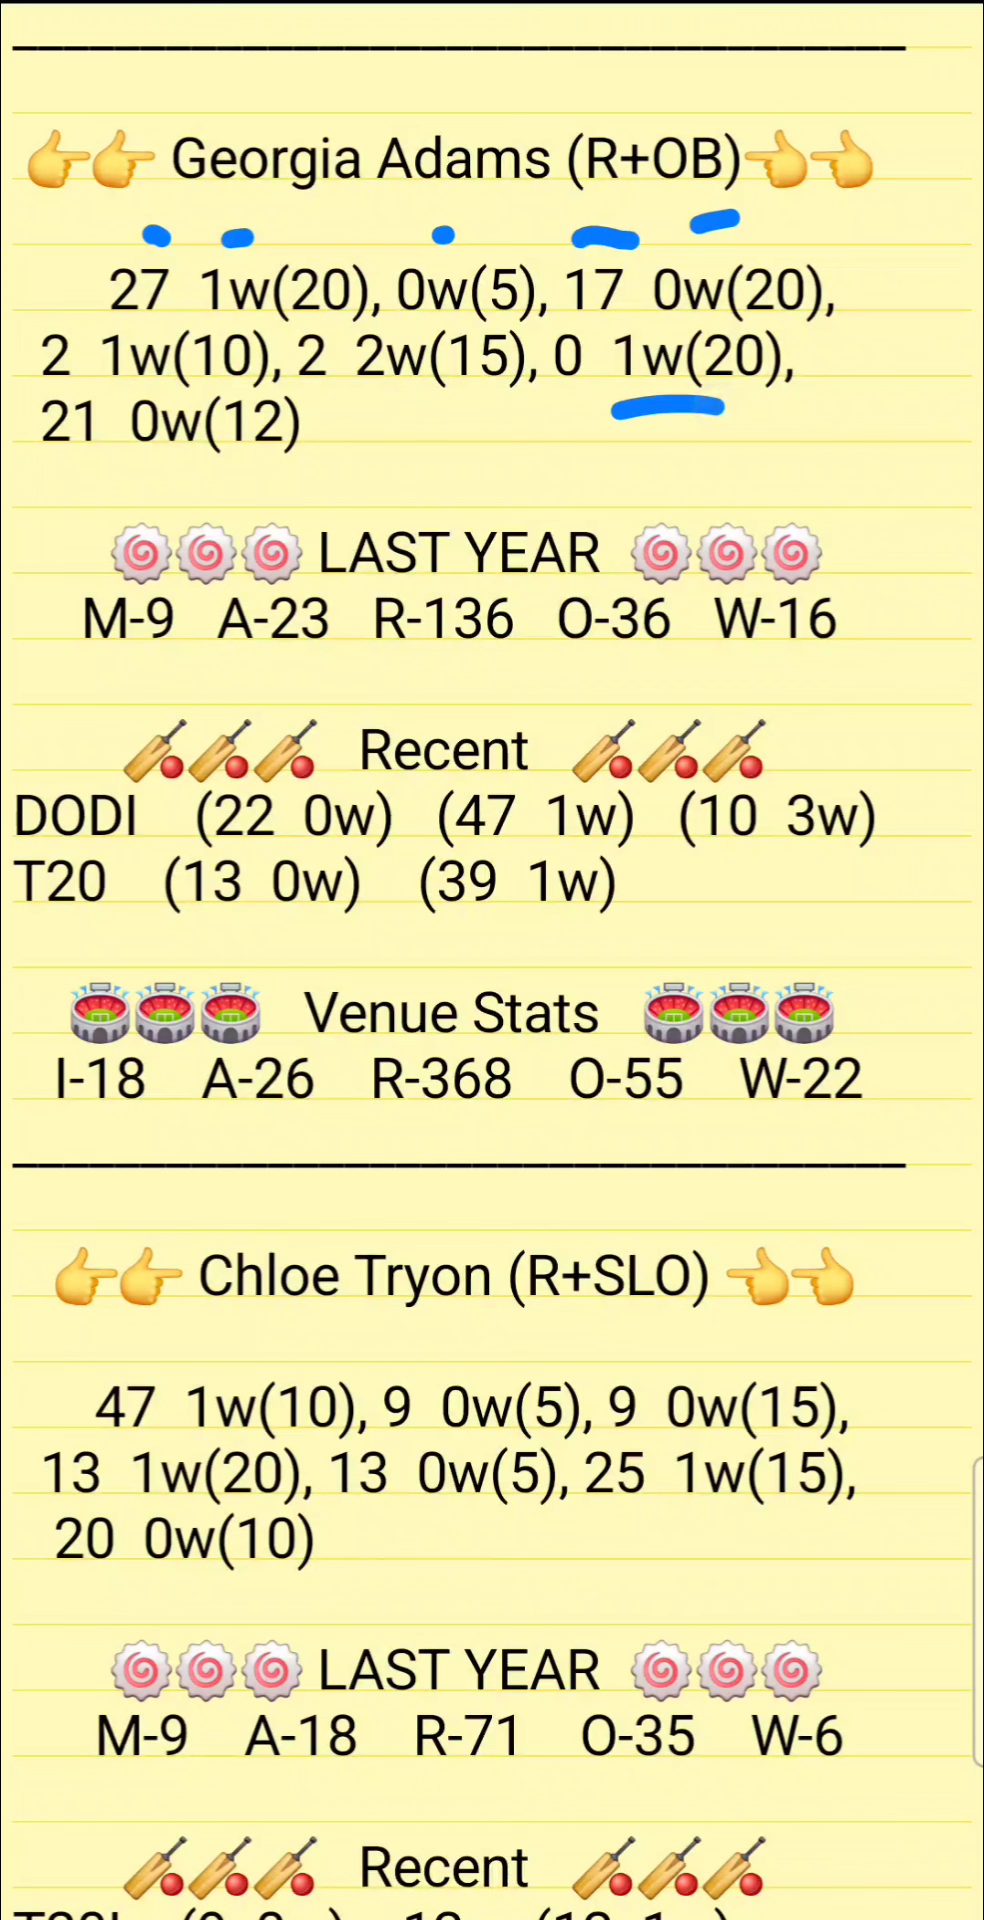 Georgia Adams (R+OB)
27 1w(20), 0w(5), 17 0w(20),
2 1w(10), 2 2w(15), 0 1w(20),
21 0w(12)
LAST YEAR
M-9 A-23 R-136 O-36 W-16
Recent
DODI (22 0w) (47 1w) (10 3w)
T20 (13 0w) (39 1w)
Venue Stats
I-18 A-26 R-368 O-55 W-22
Chloe Tryon (R+SLO)
47 1w(10), 9 0w(5), 9 0w(15),
13 1w(20), 13 0w(5), 25 1w(15),
20 0w(10)
LAST YEAR
M-9 A-18 R-71 O-35 W-6
Recent